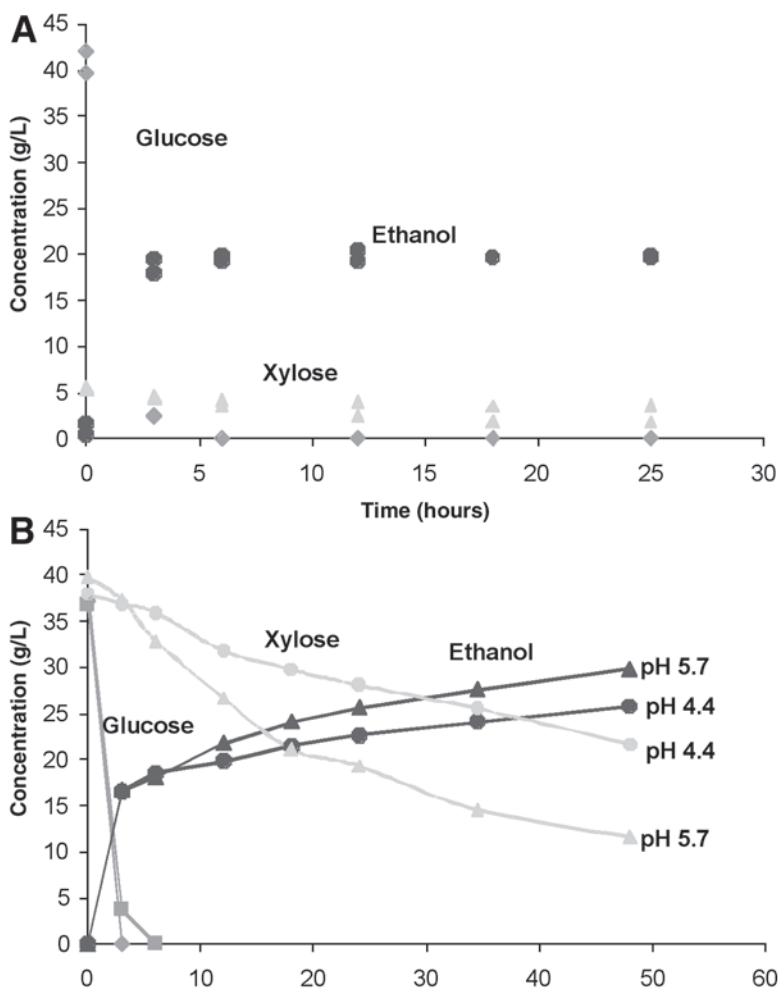 A
Concentration (g/L)
45
40
35
30
25
20
15
10
5
0
Glucose
Ethanol
Xylose
0 5 10 15 20 25 30
Time (hours)
B
Concentration (g/L)
45
40
35
30
25
20
15
10
5
0
Xylose
Ethanol
Glucose
pH 5.7
pH 4.4
pH 4.4
pH 5.7
0 10 20 30 40 50 60